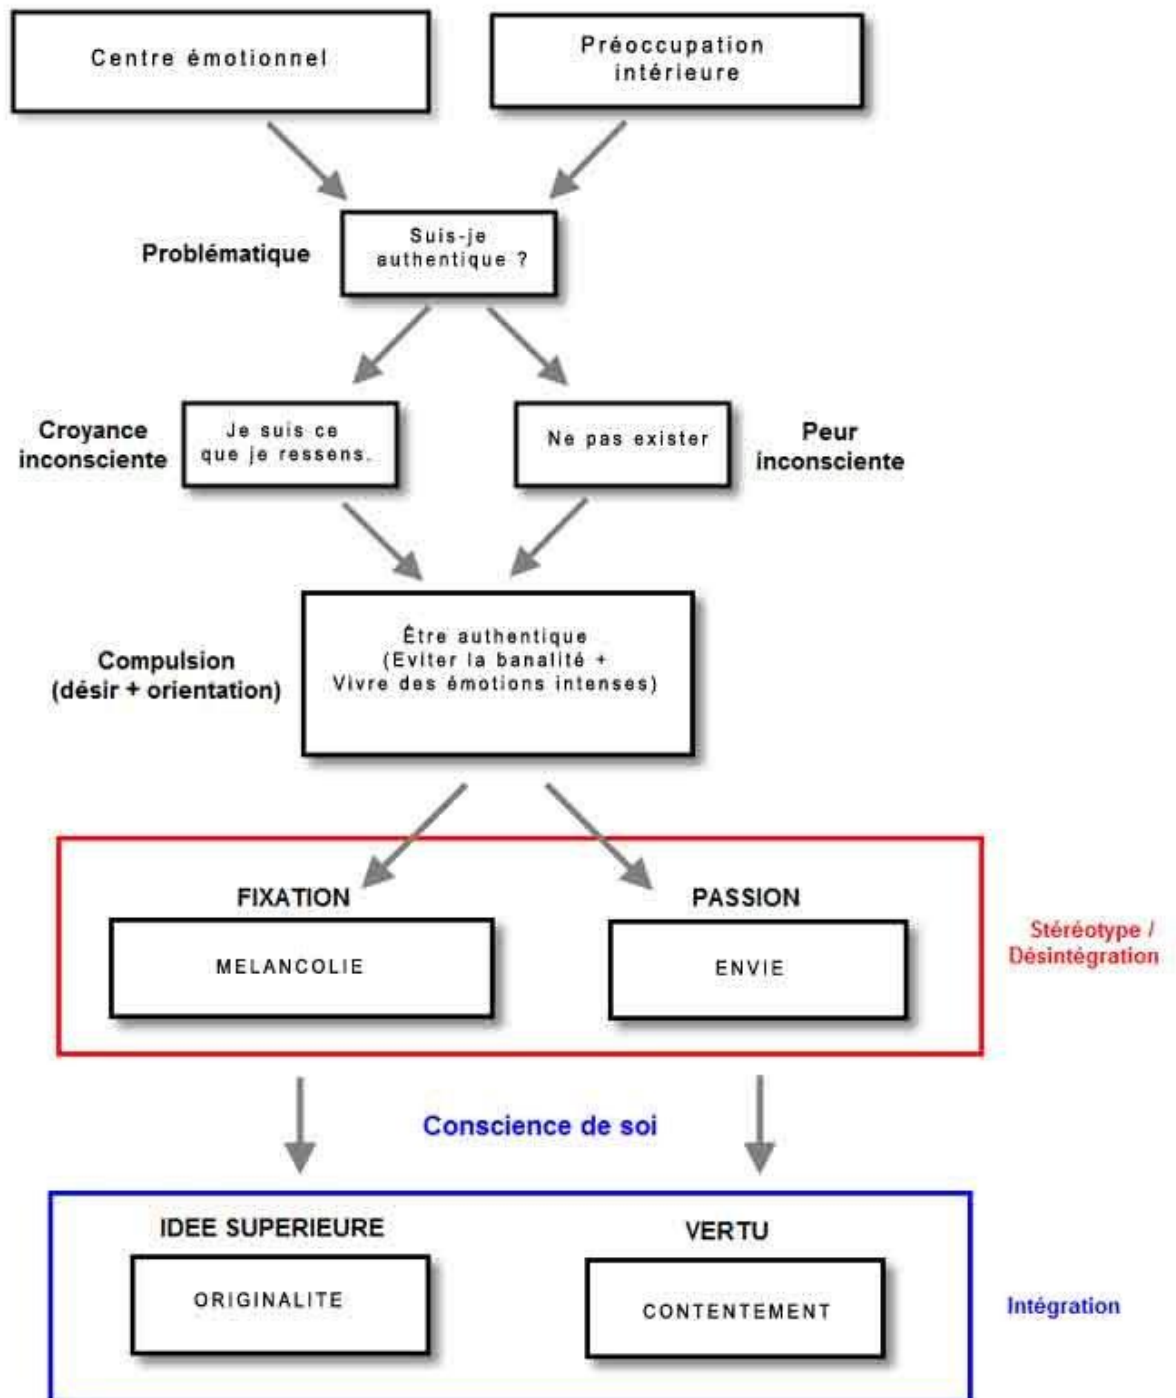 Centre émotionnel
Préoccupation
intérieure
Problématique
Suis-je
authentique ?
Croyance
inconsciente
Je suis ce
que je ressens.
Ne pas exister
Peur
inconsciente
Compulsion
(désir + orientation)
Être authentique
(Eviter la banalité +
Vivre des émotions intenses)
FIXATION
PASSION
MELANCOLIE
ENVIE
Stéréotype /
Désintégration
Conscience de soi
IDEE SUPERIEURE
VERTU
ORIGINALITE
CONTENTEMENT
Intégration